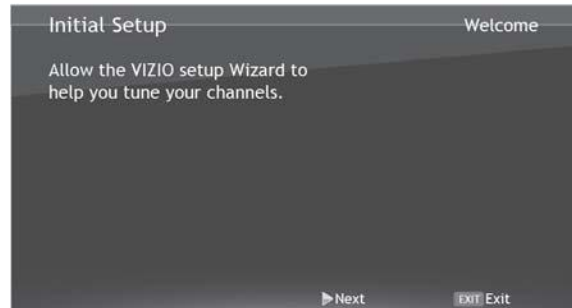 Initial Setup Welcome
Allow the VIZIO setup Wizard to
help you tune your channels.
Next EXIT Exit